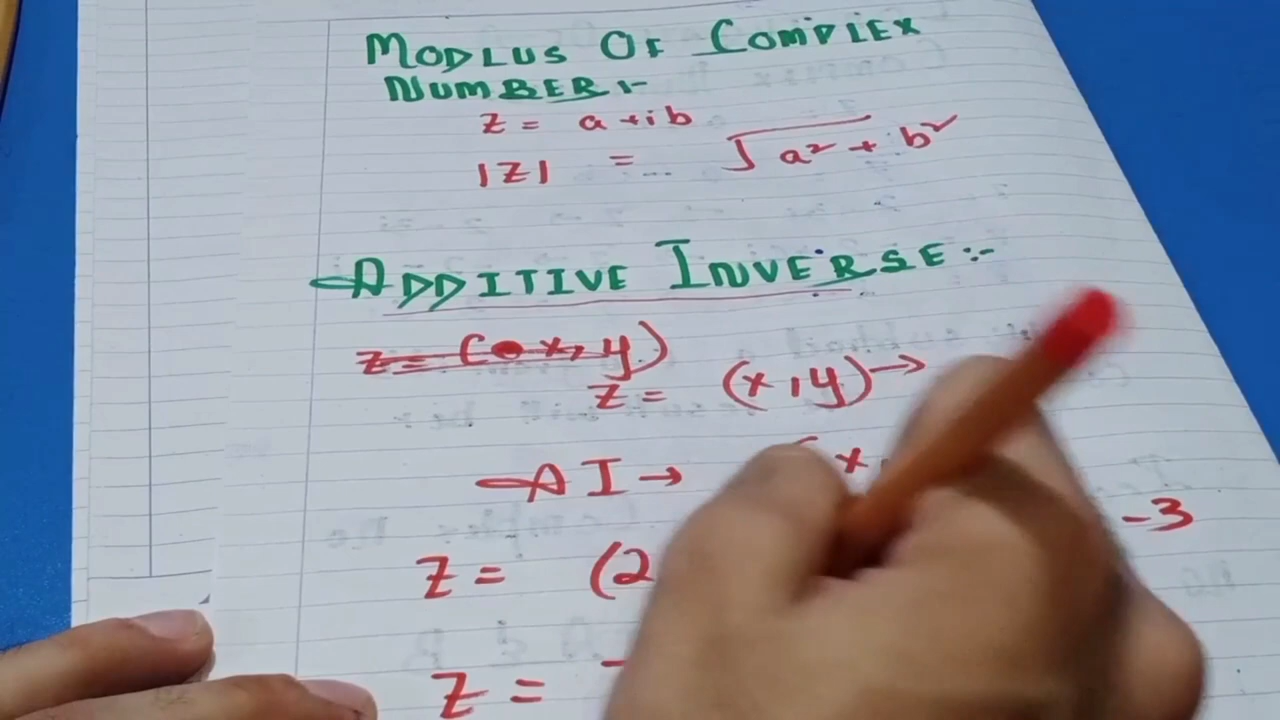 MODLUS OF COMPLEX
NUMBER :-
z = a + ib
|Z| = √a² + b²
ADDITIVE INVERSE :-
z = ( x, y)
z = (x, y) →
AI → (x,
-3
Z = (2
Z = -